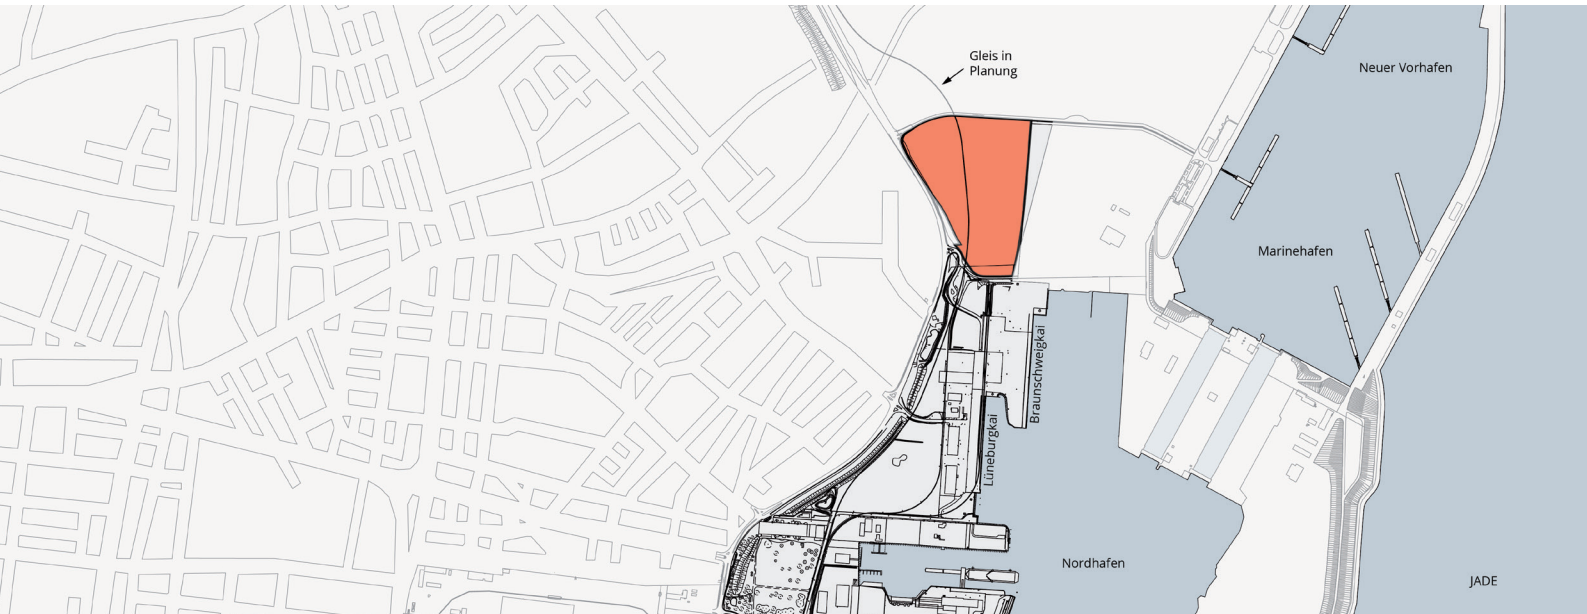 Gleis in
Planung
Neuer Vorhafen
Marinehafen
Braunschweigkai
Lüneburgkai
Nordhafen
JADE